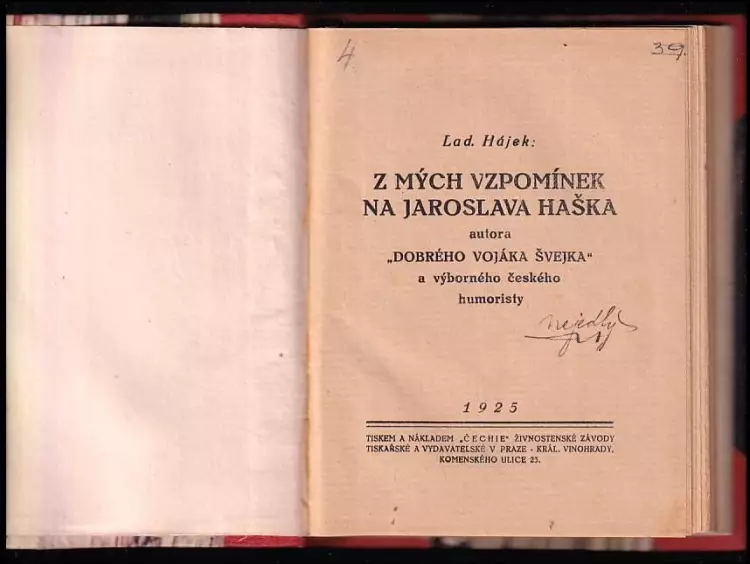 4
39.
Lad. Hájek:
Z MÝCH VZPOMÍNEK
NA JAROSLAVA HAŠKA
autora
„DOBRÉHO VOJÁKA ŠVEJKA“
a výborného českého
humoristy
Nejedlý
1925
TISKEM A NÁKLADEM „ČECHIE“ ŽIVNOSTENSKÉ ZÁVODY
TISKAŘSKÉ A VYDAVATELSKÉ V PRAZE - KRÁL. VINOHRADY,
KOMENSKÉHO ULICE 25.